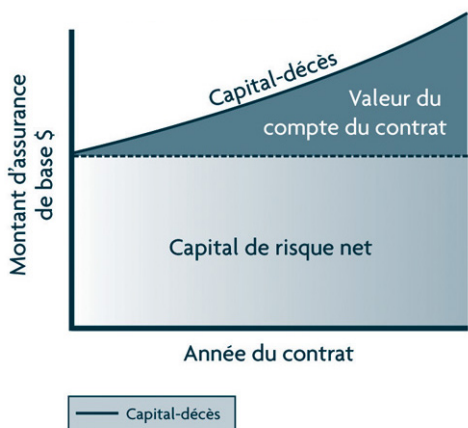 Capital-décès
Valeur du
compte du contrat
Montant d'assurance
de base $
Capital de risque net
Année du contrat
Capital-décès